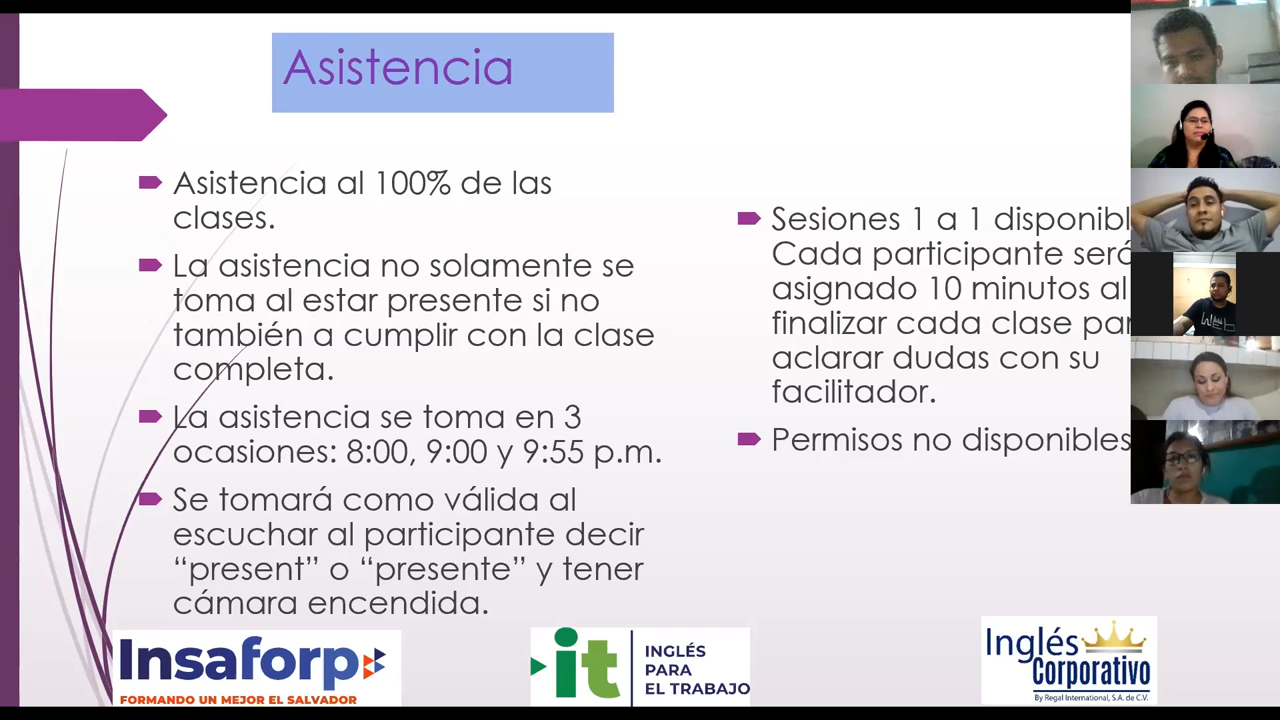 Asistencia
Asistencia al 100% de las
clases.
La asistencia no solamente se
toma al estar presente si no
también a cumplir con la clase
completa.
La asistencia se toma en 3
ocasiones: 8:00, 9:00 y 9:55 p.m.
Se tomará como válida al
escuchar al participante decir
“present” o “presente” y tener
cámara encendida.
Sesiones 1 a 1
Cada participante será
asignado 10 minutos al
finalizar cada clase
aclarar dudas con su
facilitador.
Permisos no disponibles
Insaforp
FORMANDO UN MEJOR EL SALVADOR
it
INGLÉS
PARA
EL TRABAJO
Inglés
Corporativo
By Regal International, S.A. de C.V.
WEB